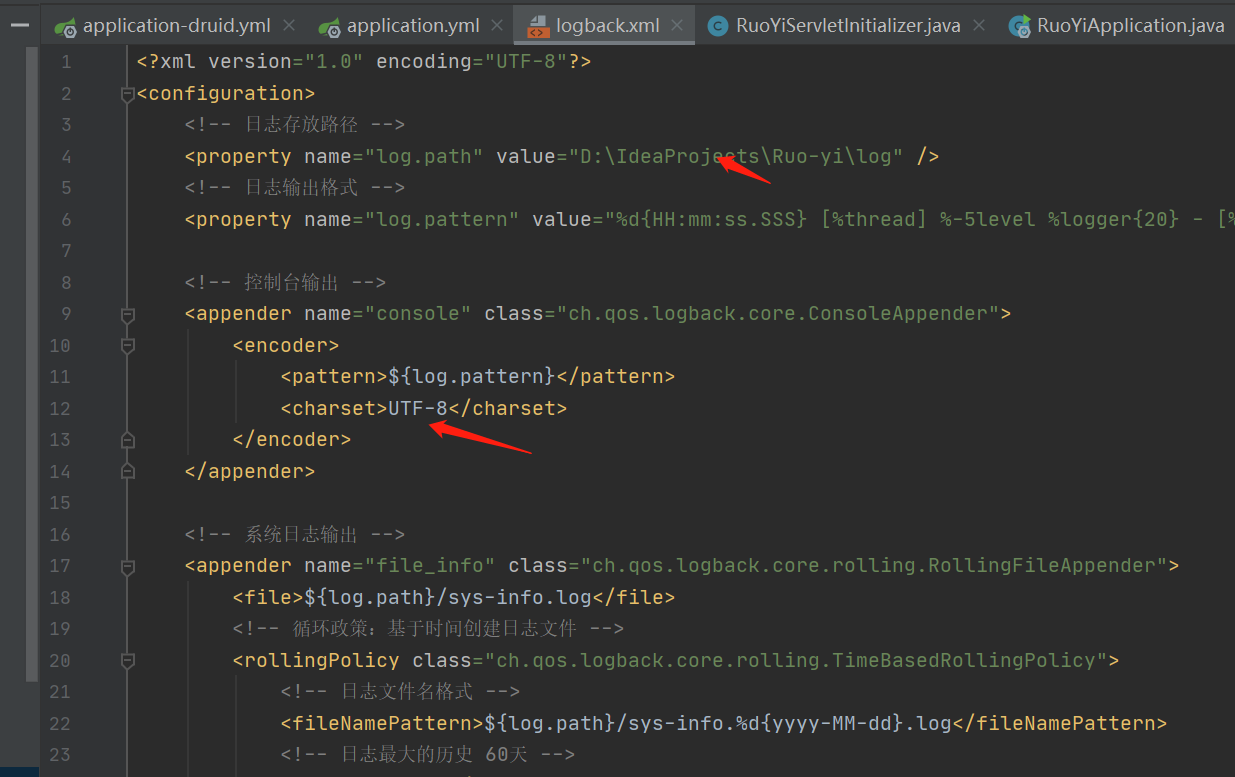 application-druid.yml application.yml logback.xml RuoYiServletInitializer.java RuoYiApplication.java
1 <?xml version="1.0" encoding="UTF-8"?>
2 <configuration>
3 <!-- 日志存放路径 -->
4 <property name="log.path" value="D:\IdeaProjects\Ruo-yi\log" />
5 <!-- 日志输出格式 -->
6 <property name="log.pattern" value="%d{HH:mm:ss.SSS} [%thread] %-5level %logger{20} - [%
7
8 <!-- 控制台输出 -->
9 <appender name="console" class="ch.qos.logback.core.ConsoleAppender">
10 <encoder>
11 <pattern>${log.pattern}</pattern>
12 <charset>UTF-8</charset>
13 </encoder>
14 </appender>
15
16 <!-- 系统日志输出 -->
17 <appender name="file_info" class="ch.qos.logback.core.rolling.RollingFileAppender">
18 <file>${log.path}/sys-info.log</file>
19 <!-- 循环政策：基于时间创建日志文件 -->
20 <rollingPolicy class="ch.qos.logback.core.rolling.TimeBasedRollingPolicy">
21 <!-- 日志文件名格式 -->
22 <fileNamePattern>${log.path}/sys-info.%d{yyyy-MM-dd}.log</fileNamePattern>
23 <!-- 日志最大的历史 60天 -->